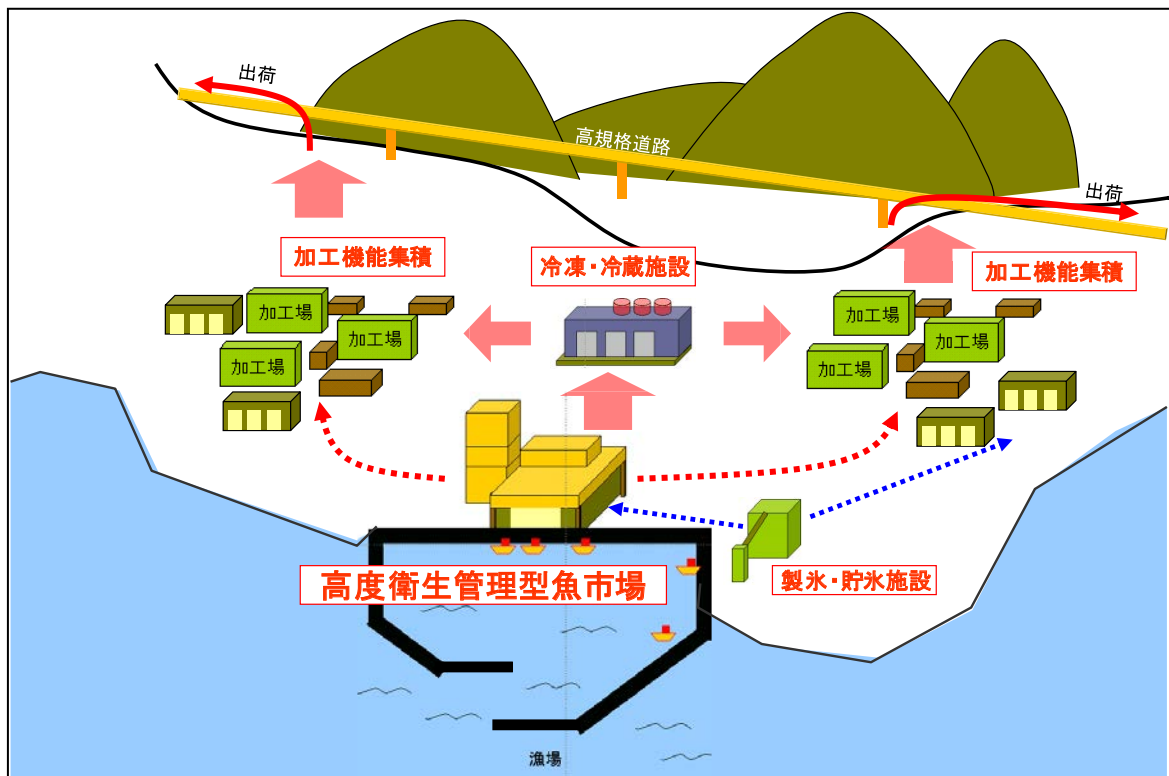 出荷
高規格道路
出荷
加工機能集積
冷凍・冷蔵施設
加工機能集積
加工場
加工場
加工場
加工場
加工場
加工場
高度衛生管理型魚市場
製氷・貯氷施設
漁場